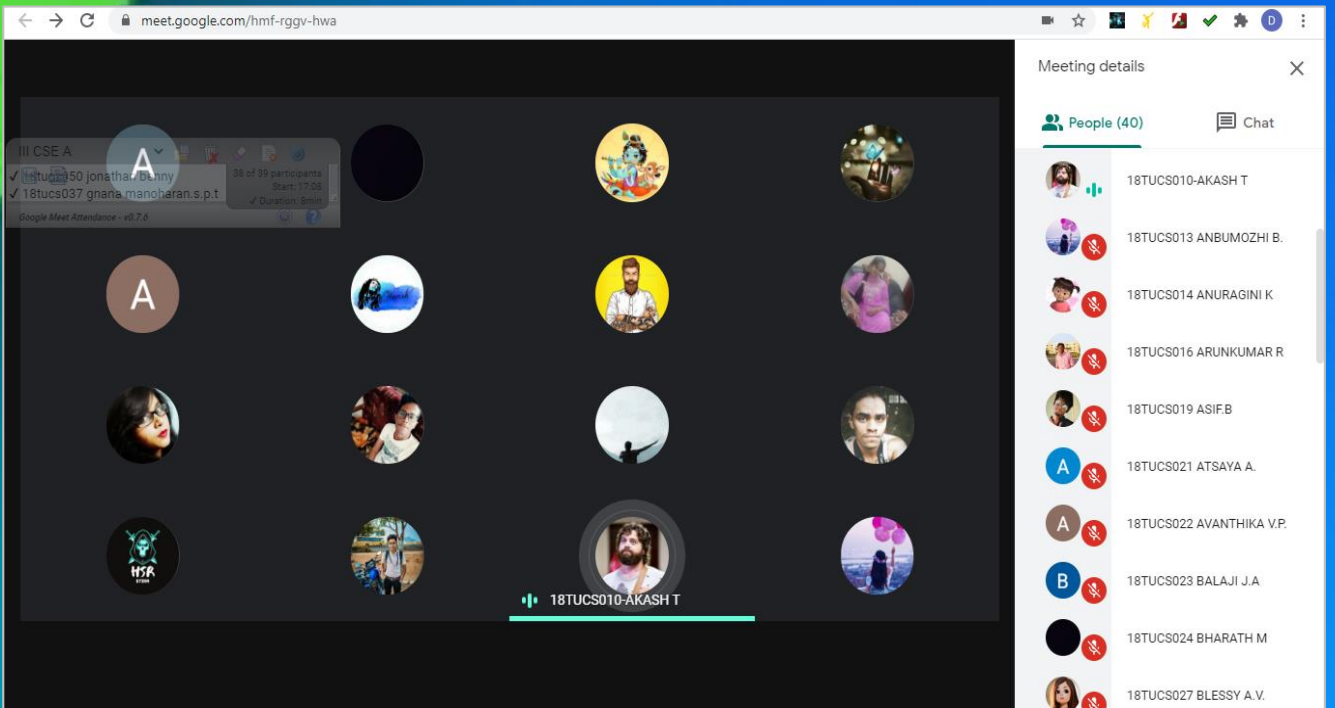 meet.google.com/hmf-rggv-hwa
D
Meeting details
People (40)
Chat
III CSE A
✓ 18tucs050 jonathan benny
✓ 18tucs037 gnana manoharan.s.p.t
38 of 39 participants
Start: 17:06
✓ Duration: 6min
Google Meet Attendance - v0.7.6
A
A
HSR
18TUCS010-AKASH T
18TUCS010-AKASH T
18TUCS013 ANBUMOZHI B.
18TUCS014 ANURAGINI K
18TUCS016 ARUNKUMAR R
18TUCS019 ASIF.B
A
18TUCS021 ATSAYA A.
A
18TUCS022 AVANTHIKA V.P.
B
18TUCS023 BALAJI J.A
18TUCS024 BHARATH M
18TUCS027 BLESSY A.V.